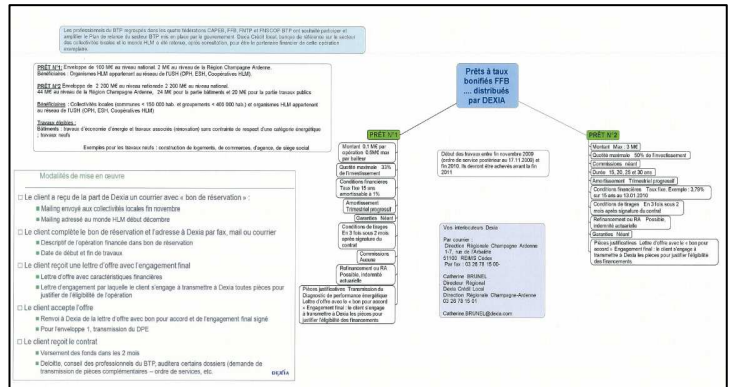 Les professionnels du BTP regroupés dans les quatre fédérations CAPEB, FFB, FNTP et FNSCOP BTP ont souhaité participer et
amplifier le Plan de relance du secteur BTP mis en place par le gouvernement. Dexia Crédit local, banque de référence sur le secteur
des collectivités locales et le monde HLM a été retenue, après consultation, pour être le partenaire financier de cette opération
exemplaire.
PRÊT N°1: Enveloppe de 100 M€ au niveau national. 2 M€ au niveau de la Région Champagne Ardenne.
Bénéficiaires : Organismes HLM appartenant au réseau de l'USH (OPH, ESH, Coopératives HLM).
PRÊT N°2 Enveloppe de 2 200 M€ au niveau national de 2 200 M€ au niveau national.
44 M€ au niveau de la Région Champagne Ardenne, 24 M€ pour la partie bâtiments et 20 M€ pour la partie travaux publics
Bénéficiaires : Collectivités locales (communes < 150 000 hab. et groupements < 400 000 hab.) et organismes HLM appartenant
au réseau de l'USH (OPH, ESH, Coopératives HLM)
Travaux éligibles :
Bâtiments : travaux d'économie d'énergie et travaux associés (rénovation) sans contrainte de respect d'une catégorie énergétique
; travaux neufs
Exemples pour les travaux neufs : construction de logements, de commerces, d'agence, de siège social
Modalités de mise en œuvre
Le client a reçu de la part de Dexia un courrier avec « bon de réservation » :
Mailing envoyé aux collectivités locales fin novembre
Mailing adressé au monde HLM début décembre
Le client complète le bon de réservation et l'adresse à Dexia par fax, mail ou courrier
Descriptif de l'opération financée dans bon de réservation
Date de début et fin de travaux
Le client reçoit une lettre d'offre avec l'engagement final
Lettre d'offre avec caractéristiques financières
Lettre d'engagement par laquelle le client s'engage à transmettre à Dexia toutes pièces pour
justifier de l'éligibilité de l'opération
Le client accepte l'offre
Renvoi à Dexia de la lettre d'offre avec bon pour accord et de l'engagement final signé
Pour l'enveloppe 1, transmission du DPE
Le client reçoit le contrat
Versement des fonds dans les 2 mois
Deloitte, conseil des professionnels du BTP, auditera certains dossiers (demande de
transmission de pièces complémentaires – ordre de services, etc.
DEXIA
Prêts à taux
bonifiés FFB
.... distribués
par DEXIA
PRÊT N°1
Montant 0,1 M€ par
opération 0,6M€ max
par bailleur
Quotité maximale 33%
de l'investissement
Conditions financières
Taux fixe 15 ans
amortissable à 1%
Amortissement
Trimestriel progressif
Garanties Néant
Conditions de tirages
En 3 fois sous 2 mois
après signature du
contrat
Commissions
Aucune
Refinancement ou RA
Possible, indemnité
actuarielle
Pièces justificatives Transmission du
Diagnostic de performance énergétique
Lettre d'offre avec le « bon pour accord
» Engagement final : le client s'engage
à transmettre à Dexia les pièces pour
justifier l'éligibilité des financements
Début des travaux entre fin novembre 2009
(ordre de service postérieur au 17.11.2009) et
fin 2010. Ils devront être achevés avant fin
2011
Vos interlocuteurs Dexia
Par courrier :
Direction Régionale Champagne Ardenne
1-7, rue de l'Arbalète
51100 REIMS Cedex
Par fax : 03 26 78 15 00-
Catherine BRUNEL
Directeur Régional
Dexia Crédit Local
Direction Régionale Champagne-Ardenne
03 26 78 15 01
Catherine.BRUNEL@dexia.com
PRÊT N°2
Montant Max : 3 M€
Quotité maximale 50% de l'investissement
Commissions néant
Durée 15, 20, 25 et 30 ans
Amortissement Trimestriel progressif
Conditions financières Taux fixe. Exemple : 3,79%
sur 15 ans au 13.01.2010
Conditions de tirages En 3 fois sous 2
mois après signature du contrat
Refinancement ou RA Possible,
indemnité actuarielle
Garanties Néant
Pièces justificatives Lettre d'offre avec le « bon pour
accord » Engagement final : le client s'engage à
transmettre à Dexia les pièces pour justifier l'éligibilité
des financements